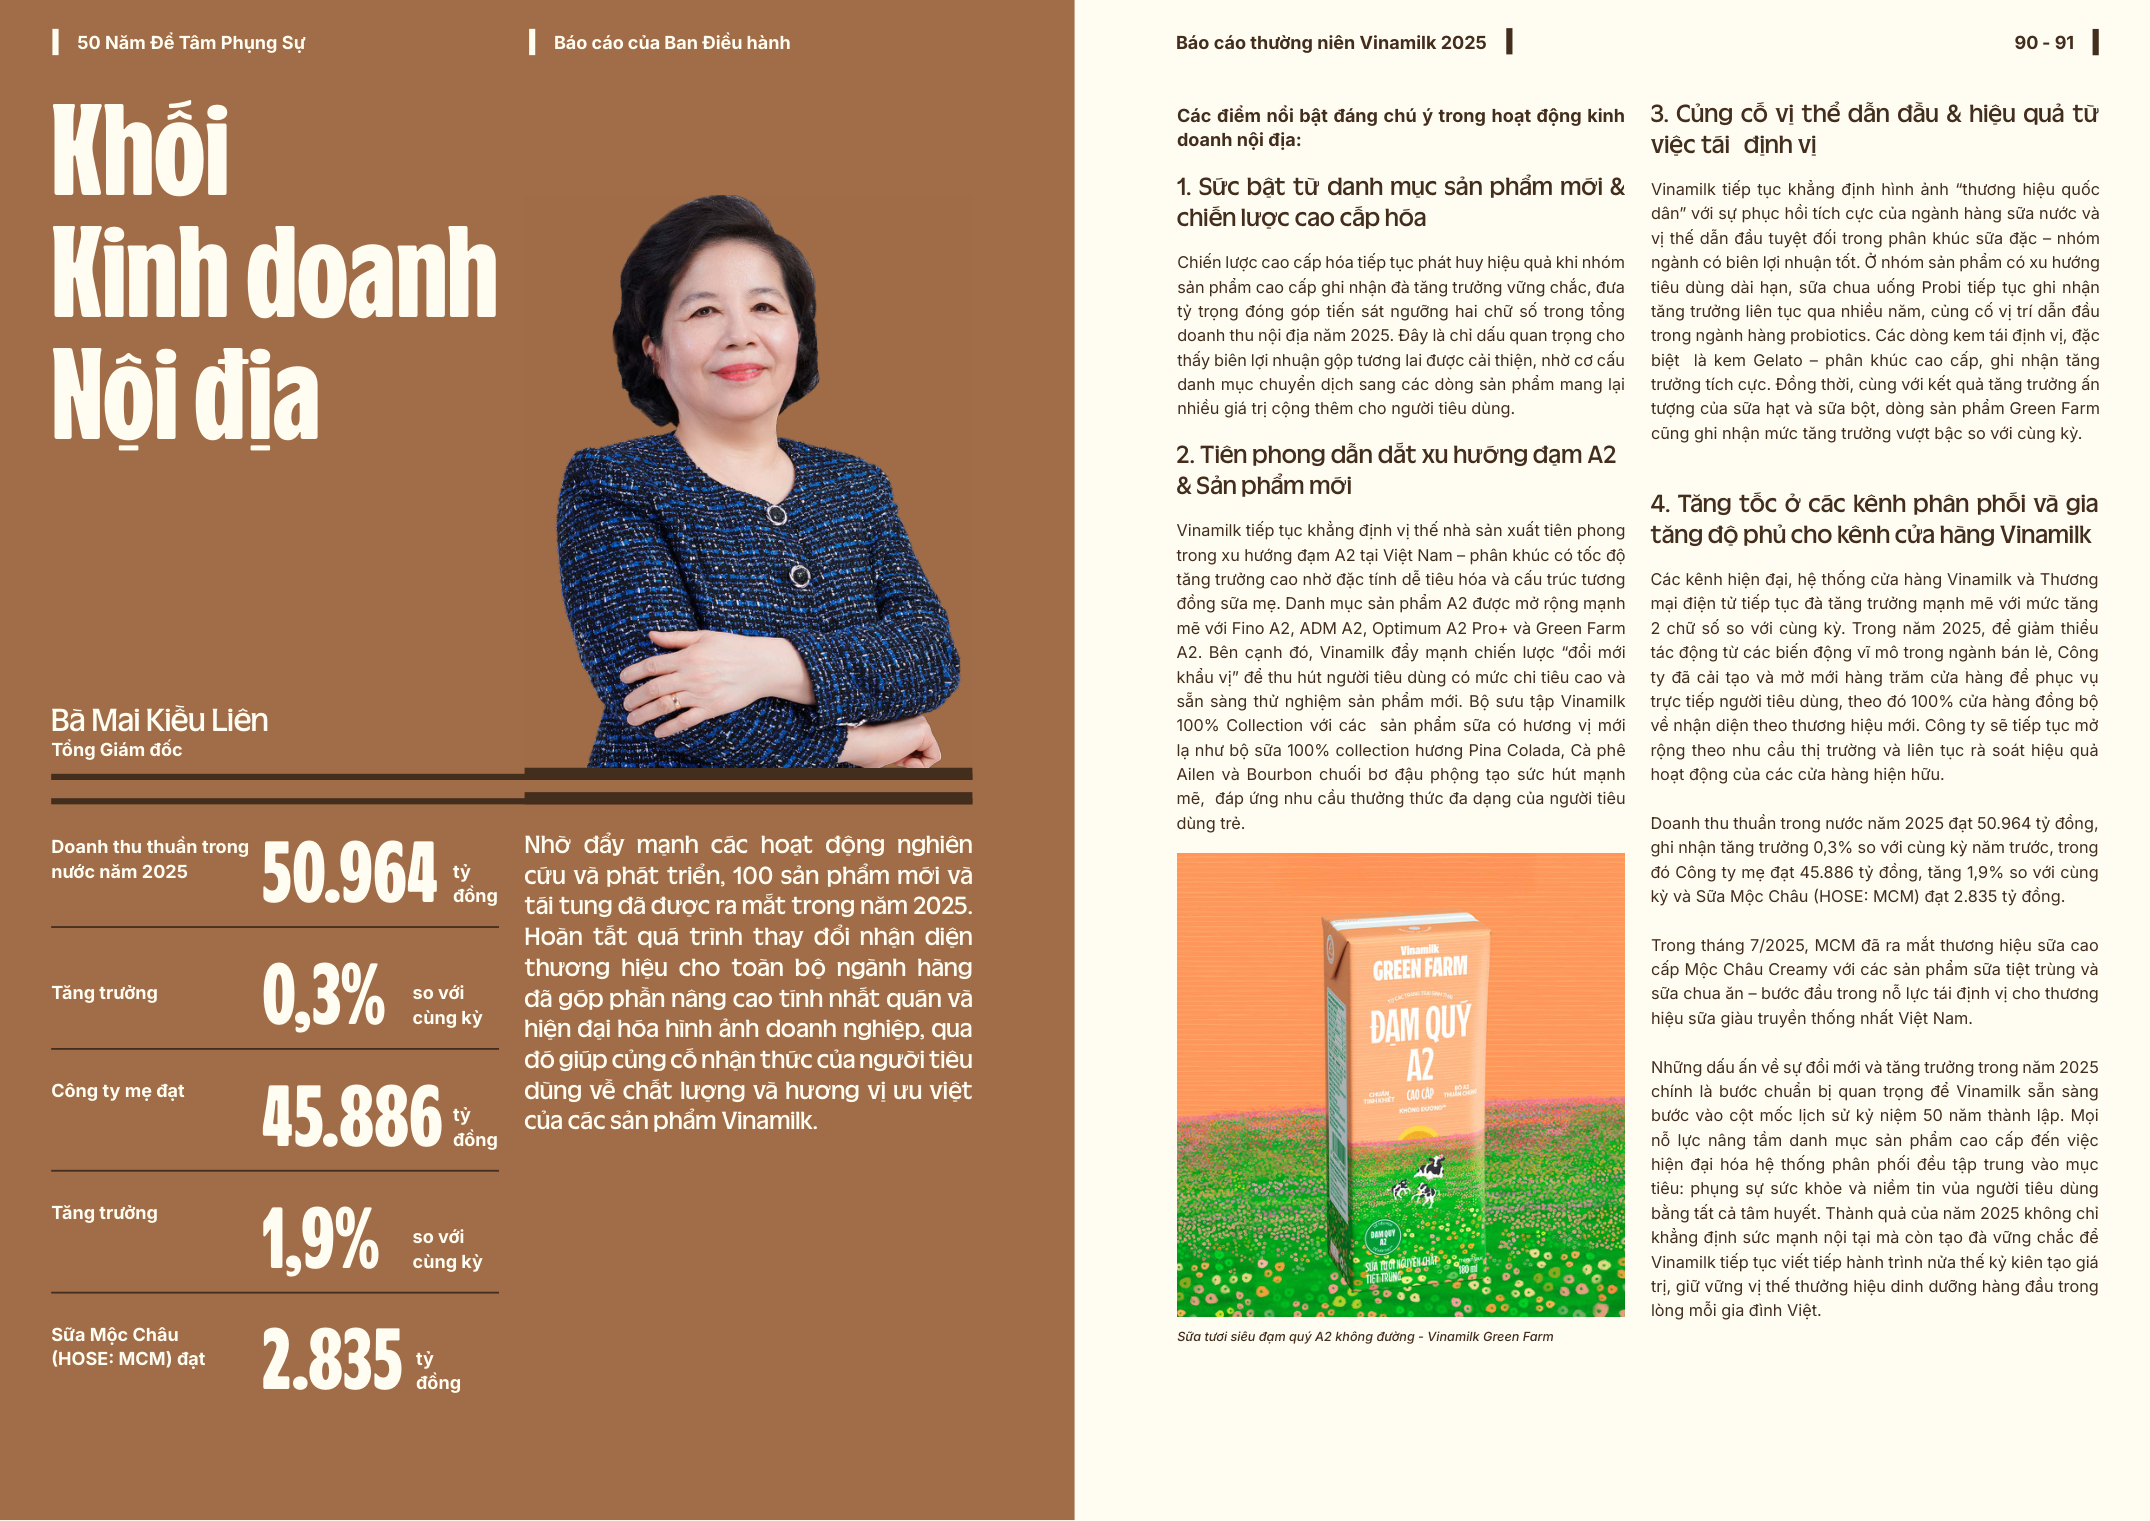 50 Năm Để Tâm Phụng Sự
Báo cáo của Ban Điều hành
Khối
Kinh doanh
Nội địa
Bà Mai Kiều Liên
Tổng Giám đốc
Doanh thu thuần trong
nước năm 2025
50.964 tỷ
đồng
Tăng trưởng
0,3% so với
cùng kỳ
Công ty mẹ đạt
45.886 tỷ
đồng
Tăng trưởng
1,9% so với
cùng kỳ
Sữa Mộc Châu
(HOSE: MCM) đạt
2.835 tỷ
đồng
Nhờ đẩy mạnh các hoạt động nghiên
cứu và phát triển, 100 sản phẩm mới và
tái tung đã được ra mắt trong năm 2025.
Hoàn tất quá trình thay đổi nhận diện
thương hiệu cho toàn bộ ngành hàng
đã góp phần nâng cao tính nhất quán và
hiện đại hóa hình ảnh doanh nghiệp, qua
đó giúp củng cố nhận thức của người tiêu
dùng về chất lượng và hương vị ưu việt
của các sản phẩm Vinamilk.
Báo cáo thường niên Vinamilk 2025
90 - 91
Các điểm nổi bật đáng chú ý trong hoạt động kinh
doanh nội địa:
1. Sức bật từ danh mục sản phẩm mới &
chiến lược cao cấp hóa
Chiến lược cao cấp hóa tiếp tục phát huy hiệu quả khi nhóm
sản phẩm cao cấp ghi nhận đà tăng trưởng vững chắc, đưa
tỷ trọng đóng góp tiến sát ngưỡng hai chữ số trong tổng
doanh thu nội địa năm 2025. Đây là chỉ dấu quan trọng cho
thấy biên lợi nhuận gộp tương lai được cải thiện, nhờ cơ cấu
danh mục chuyển dịch sang các dòng sản phẩm mang lại
nhiều giá trị cộng thêm cho người tiêu dùng.
2. Tiên phong dẫn dắt xu hướng đạm A2
& Sản phẩm mới
Vinamilk tiếp tục khẳng định vị thế nhà sản xuất tiên phong
trong xu hướng đạm A2 tại Việt Nam – phân khúc có tốc độ
tăng trưởng cao nhờ đặc tính dễ tiêu hóa và cấu trúc tương
đồng sữa mẹ. Danh mục sản phẩm A2 được mở rộng mạnh
mẽ với Fino A2, ADM A2, Optimum A2 Pro+ và Green Farm
A2. Bên cạnh đó, Vinamilk đẩy mạnh chiến lược “đổi mới
khẩu vị” để thu hút người tiêu dùng có mức chi tiêu cao và
sẵn sàng thử nghiệm sản phẩm mới. Bộ sưu tập Vinamilk
100% Collection với các sản phẩm sữa có hương vị mới
lạ như bộ sữa 100% collection hương Pina Colada, Cà phê
Ailen và Bourbon chuối bơ đậu phộng tạo sức hút mạnh
mẽ, đáp ứng nhu cầu thưởng thức đa dạng của người tiêu
dùng trẻ.
Vinamilk
GREEN FARM
ĐẠM QUÝ
A2
CHUẨN
TINH KHIẾT
CAO CẤP
KHÔNG ĐƯỜNG
ĐẠM QUÝ
A2
SỮA TƯƠI NGUYÊN CHẤT
TIỆT TRÙNG
180 ml
Sữa tươi siêu đạm quý A2 không đường - Vinamilk Green Farm
3. Củng cố vị thế dẫn đầu & hiệu quả từ
việc tái định vị
Vinamilk tiếp tục khẳng định hình ảnh “thương hiệu quốc
dân” với sự phục hồi tích cực của ngành hàng sữa nước và
vị thế dẫn đầu tuyệt đối trong phân khúc sữa đặc – nhóm
ngành có biên lợi nhuận tốt. Ở nhóm sản phẩm có xu hướng
tiêu dùng dài hạn, sữa chua uống Probi tiếp tục ghi nhận
tăng trưởng liên tục qua nhiều năm, củng cố vị trí dẫn đầu
trong ngành hàng probiotics. Các dòng kem tái định vị, đặc
biệt là kem Gelato – phân khúc cao cấp, ghi nhận tăng
trưởng tích cực. Đồng thời, cùng với kết quả tăng trưởng ấn
tượng của sữa hạt và sữa bột, dòng sản phẩm Green Farm
cũng ghi nhận mức tăng trưởng vượt bậc so với cùng kỳ.
4. Tăng tốc ở các kênh phân phối và gia
tăng độ phủ cho kênh cửa hàng Vinamilk
Các kênh hiện đại, hệ thống cửa hàng Vinamilk và Thương
mại điện tử tiếp tục đà tăng trưởng mạnh mẽ với mức tăng
2 chữ số so với cùng kỳ. Trong năm 2025, để giảm thiểu
tác động từ các biến động vĩ mô trong ngành bán lẻ, Công
ty đã cải tạo và mở mới hàng trăm cửa hàng để phục vụ
trực tiếp người tiêu dùng, theo đó 100% cửa hàng đồng bộ
về nhận diện theo thương hiệu mới. Công ty sẽ tiếp tục mở
rộng theo nhu cầu thị trường và liên tục rà soát hiệu quả
hoạt động của các cửa hàng hiện hữu.
Doanh thu thuần trong nước năm 2025 đạt 50.964 tỷ đồng,
ghi nhận tăng trưởng 0,3% so với cùng kỳ năm trước, trong
đó Công ty mẹ đạt 45.886 tỷ đồng, tăng 1,9% so với cùng
kỳ và Sữa Mộc Châu (HOSE: MCM) đạt 2.835 tỷ đồng.
Trong tháng 7/2025, MCM đã ra mắt thương hiệu sữa cao
cấp Mộc Châu Creamy với các sản phẩm sữa tiệt trùng và
sữa chua ăn – bước đầu trong nỗ lực tái định vị cho thương
hiệu sữa giàu truyền thống nhất Việt Nam.
Những dấu ấn về sự đổi mới và tăng trưởng trong năm 2025
chính là bước chuẩn bị quan trọng để Vinamilk sẵn sàng
bước vào cột mốc lịch sử kỷ niệm 50 năm thành lập. Mọi
nỗ lực nâng tầm danh mục sản phẩm cao cấp đến việc
hiện đại hóa hệ thống phân phối đều tập trung vào mục
tiêu: phụng sự sức khỏe và niềm tin vủa người tiêu dùng
bằng tất cả tâm huyết. Thành quả của năm 2025 không chỉ
khẳng định sức mạnh nội tại mà còn tạo đà vững chắc để
Vinamilk tiếp tục viết tiếp hành trình nửa thế kỷ kiên tạo giá
trị, giữ vững vị thế thưởng hiệu dinh dưỡng hàng đầu trong
lòng mỗi gia đình Việt.